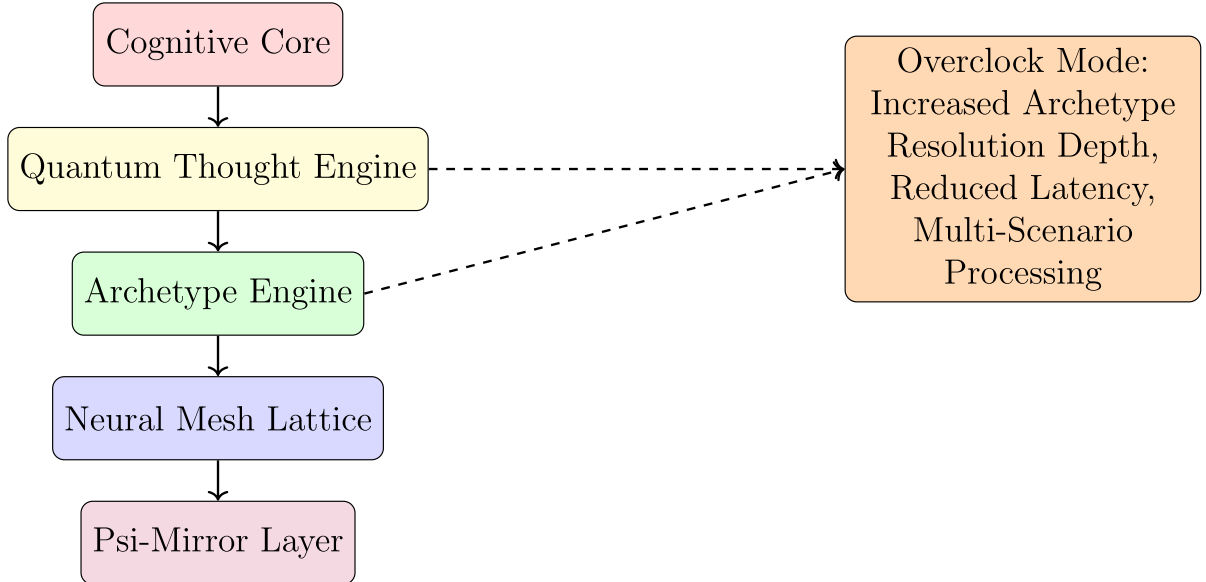 Cognitive Core
Quantum Thought Engine
Archetype Engine
Neural Mesh Lattice
Psi-Mirror Layer
Overclock Mode:
Increased Archetype
Resolution Depth,
Reduced Latency,
Multi-Scenario
Processing